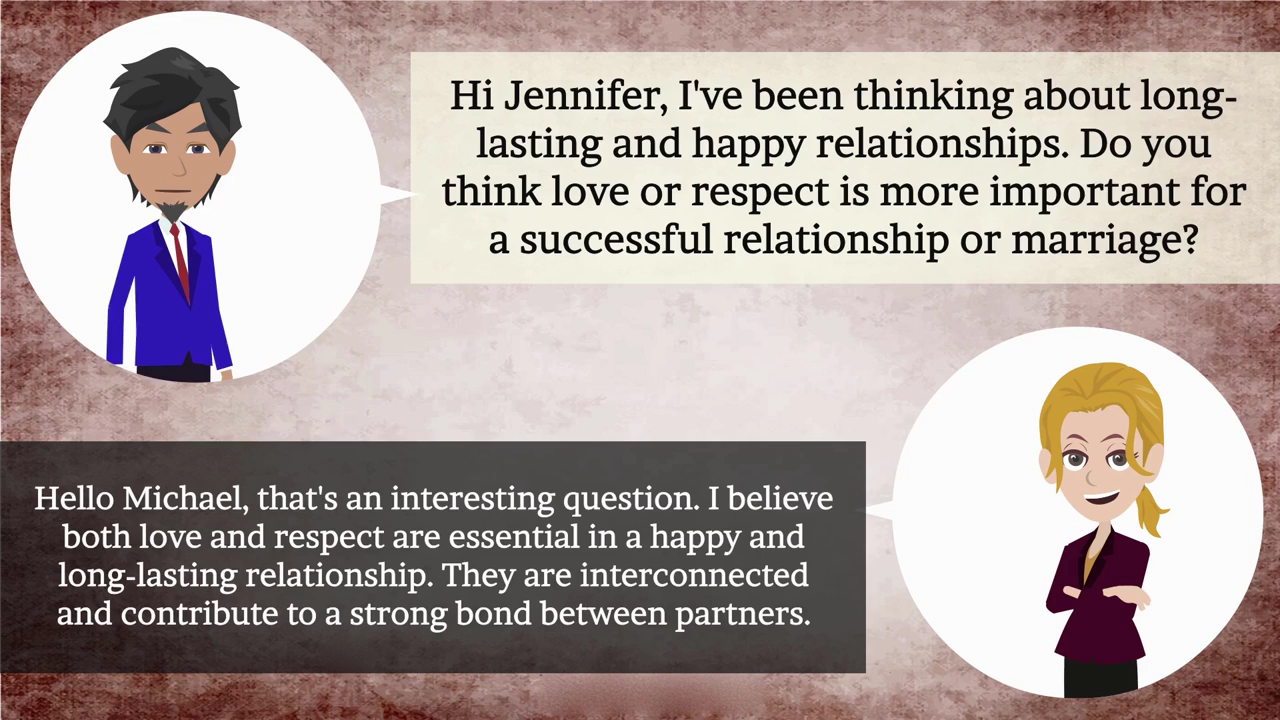 Hi Jennifer, I've been thinking about long-
lasting and happy relationships. Do you
think love or respect is more important for
a successful relationship or marriage?
Hello Michael, that's an interesting question. I believe
both love and respect are essential in a happy and
long-lasting relationship. They are interconnected
and contribute to a strong bond between partners.